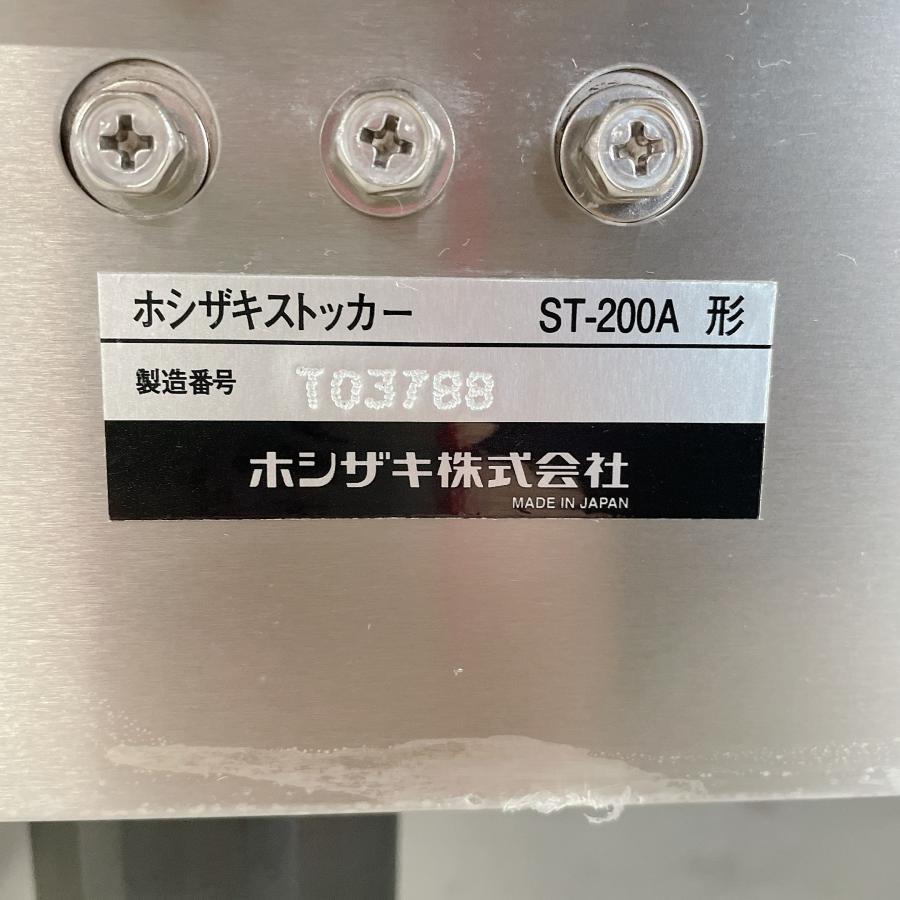 ホシザキストッカー ST-200A 形
製造番号 T03788
ホシザキ株式会社
MADE IN JAPAN